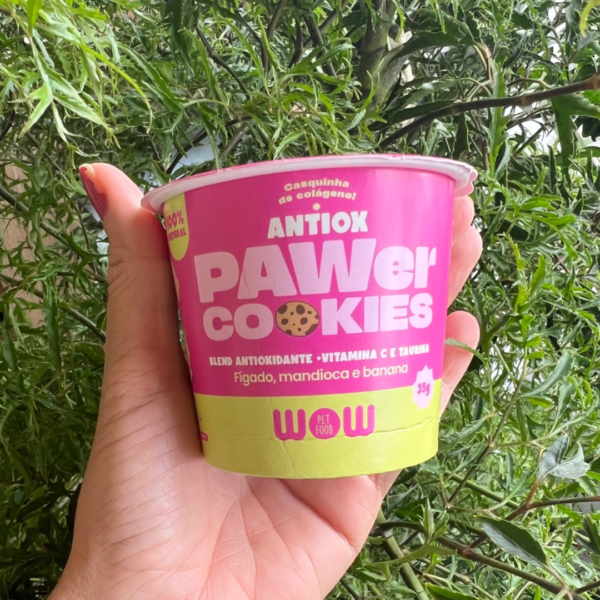 Casquinha
de colágeno!
100%
NATURAL
ANTIOX
PAWer
COOKIES
BLEND ANTIOXIDANTE • VITAMINA C E TAURINA
Fígado, mandioca e banana
35g
WOW
PET
FOOD